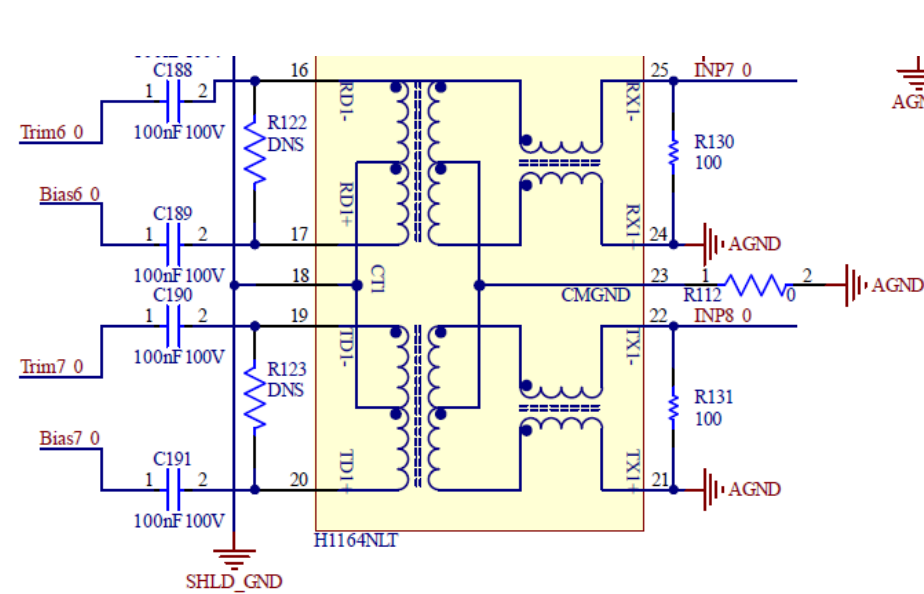 C188
1 2
100nF 100V
Trim6_0
R122
DNS
16
RD1-
25
INP7_0
RX1-
R130
100
AGND
Bias6_0
C189
1 2
100nF 100V
17
RD1+
RX1+
24
AGND
18
CT1
CMGND
23
1 2
R112 0
AGND
C190
1 2
100nF 100V
Trim7_0
R123
DNS
19
TD1-
22
INP8_0
TX1-
R131
100
Bias7_0
C191
1 2
100nF 100V
20
TD1+
TX1+
21
AGND
H1164NLT
SHLD_GND